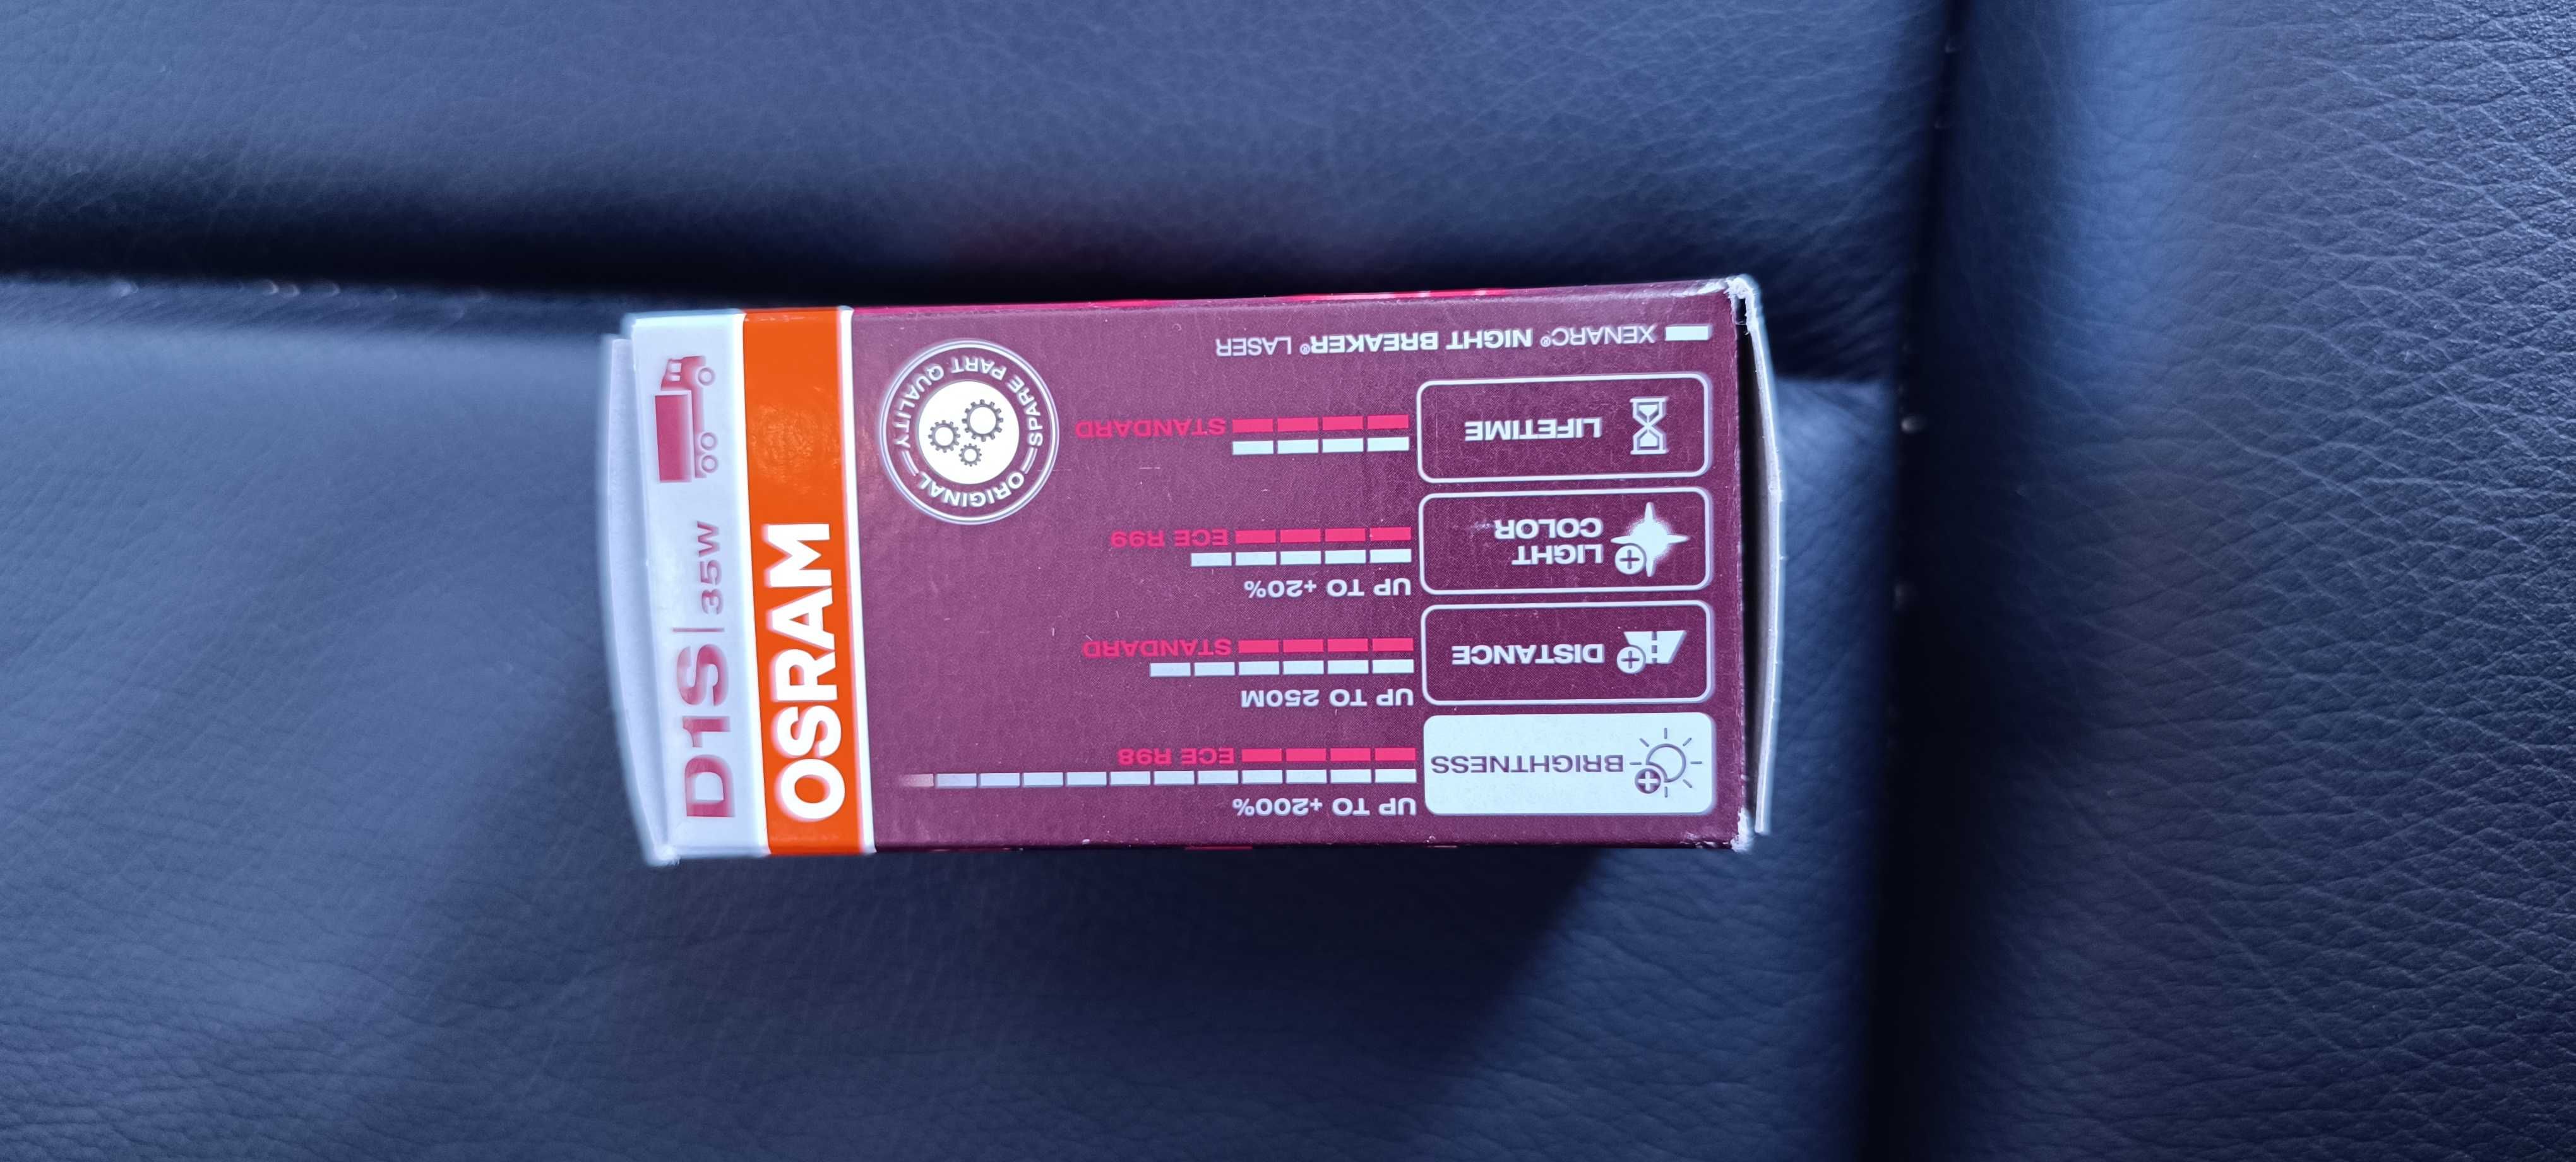 OSRAM
D1S 35W
BRIGHTNESS
UP TO +200%
ECE R98
DISTANCE
UP TO 250M
STANDARD
LIGHT
COLOR
UP TO +20%
ECE R99
LIFETIME
STANDARD
XENARC® NIGHT BREAKER® LASER
ORIGINAL
SPARE PART QUALITY